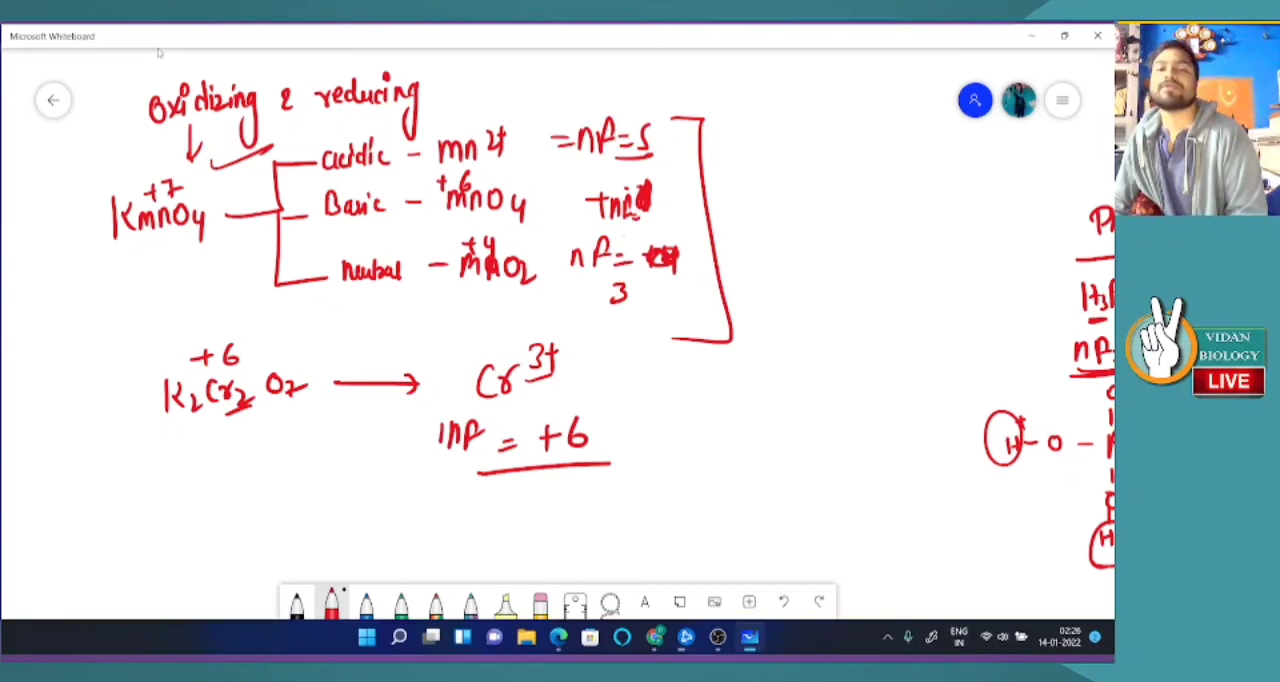 Microsoft Whiteboard
Oxidizing & reducing
+7
KmnO4
acidic - mn2+ = nf = 5
Basic - +6 mnO4
neutral - +4 mnO2 nf = 3
+6
K2Cr2O7 → Cr3+
nf = +6
nf
H - O -
H
VIDAN
BIOLOGY
LIVE
A
ENG
IN
02:26
14-01-2022